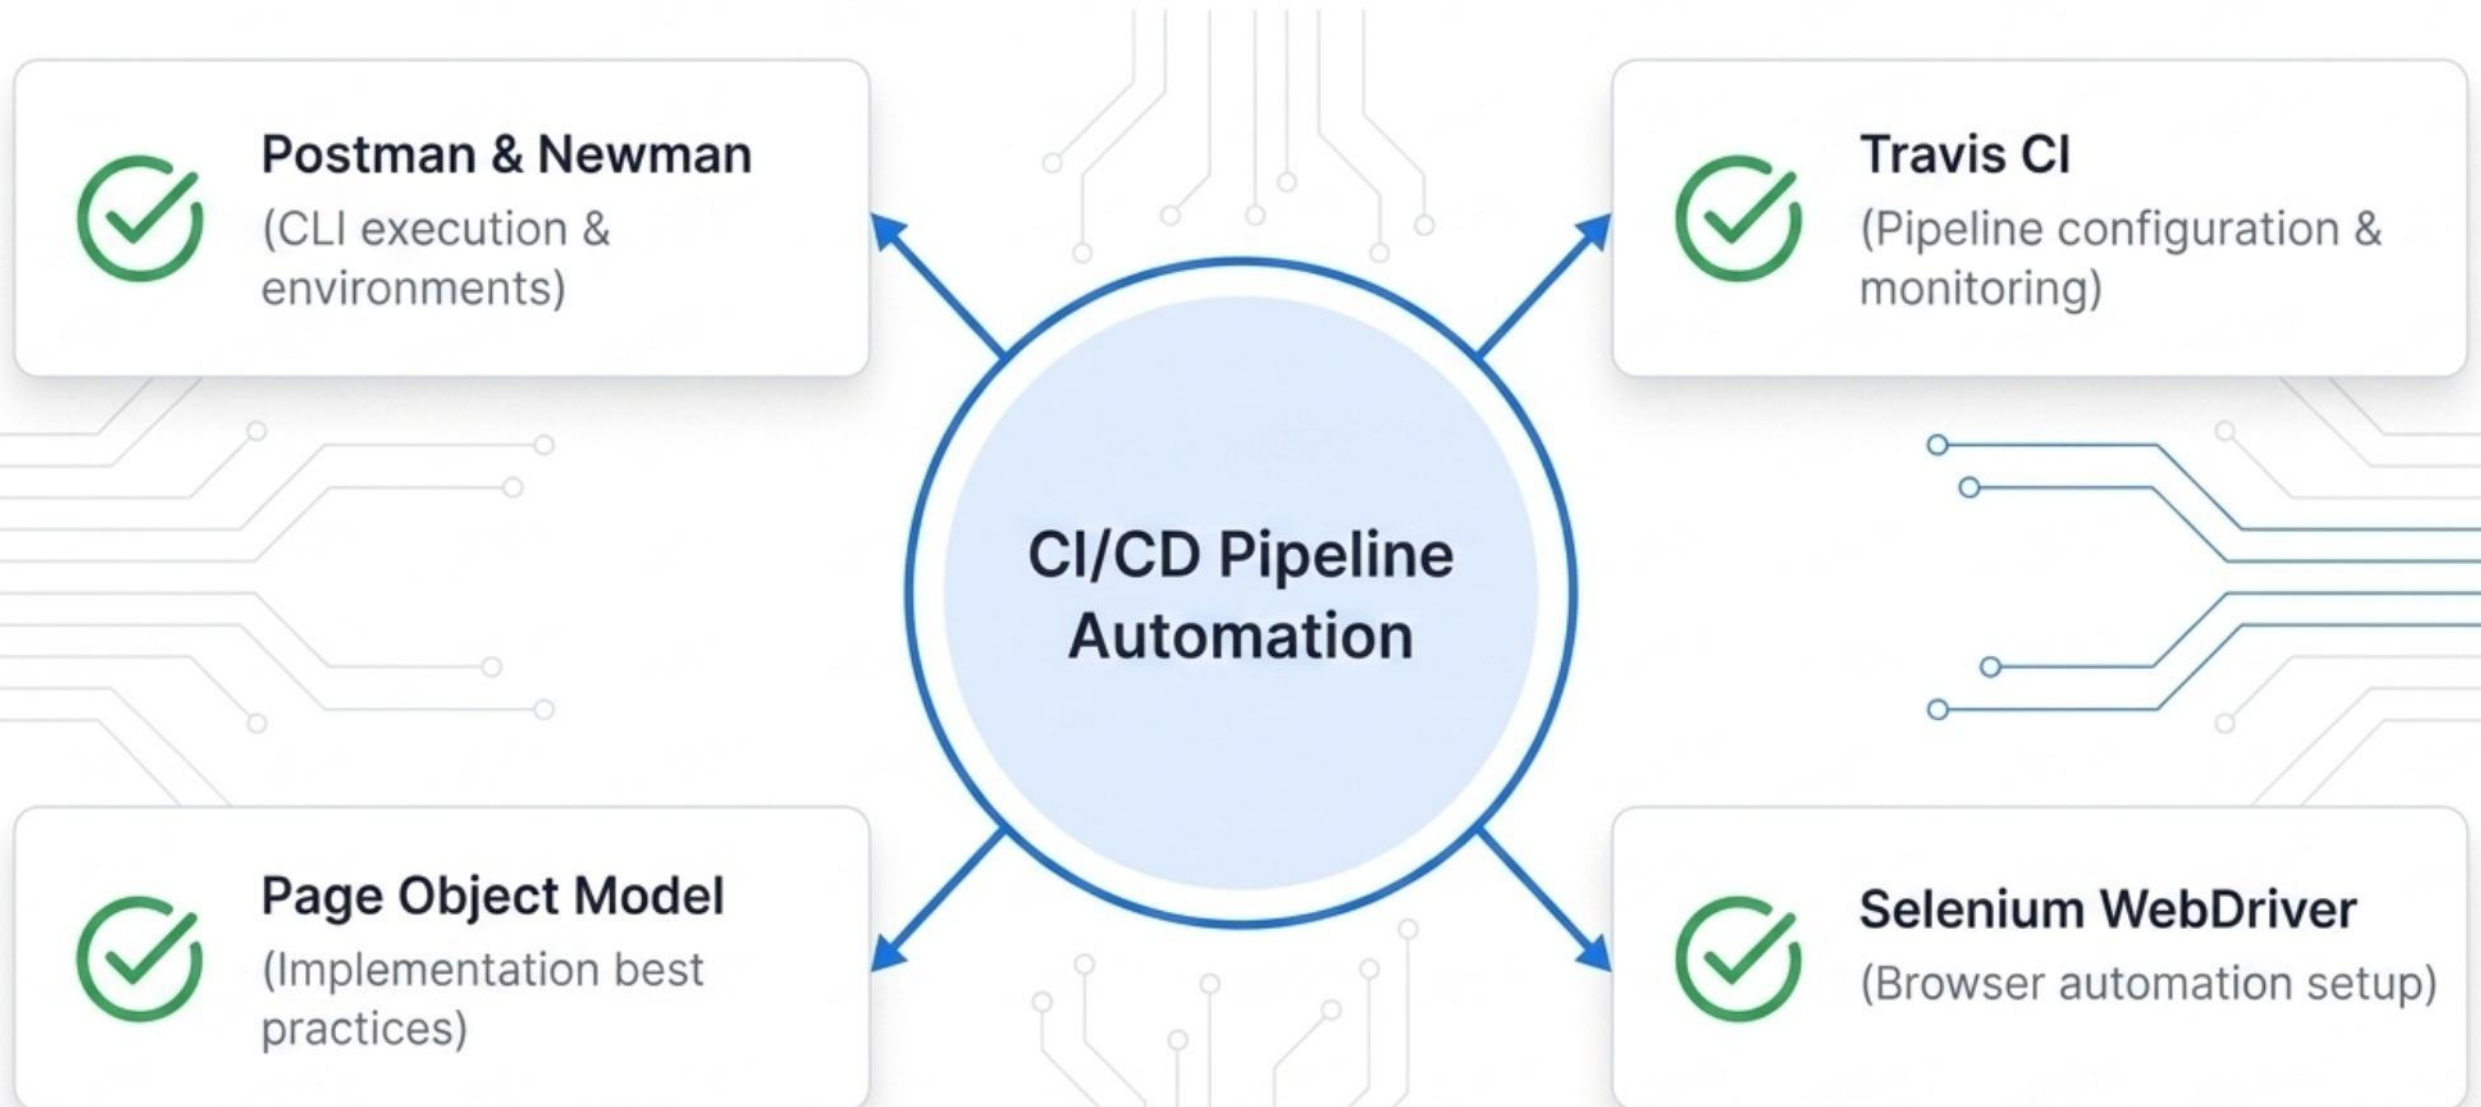 Postman & Newman
(CLI execution &
environments)
Travis CI
(Pipeline configuration &
monitoring)
CI/CD Pipeline
Automation
Page Object Model
(Implementation best
practices)
Selenium WebDriver
(Browser automation setup)